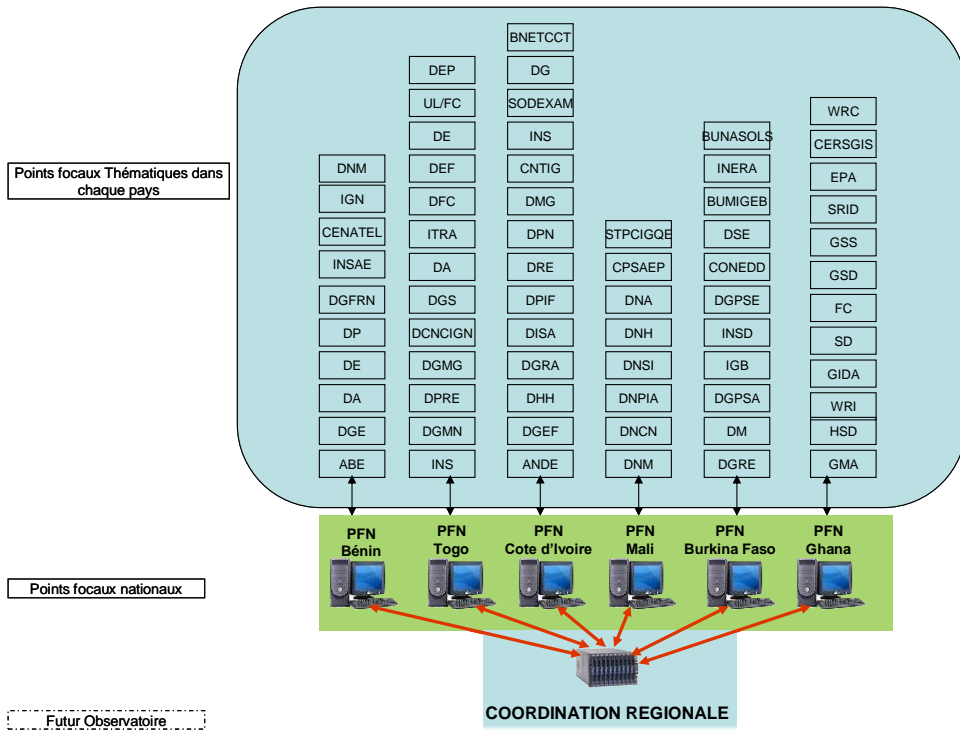 BNETCCT
DEP
DG
UL/FC
SODEXAM
WRC
DE
INS
BUNASOLS
CERSGIS
Points focaux Thématiques dans
chaque pays
DNM
DEF
CNTIG
INERA
EPA
IGN
DFC
DMG
BUMIGEB
SRID
CENATEL
ITRA
DPN
STPCIGQE
DSE
GSS
INSAE
DA
DRE
CPSAEP
CONEDD
GSD
DGFRN
DGS
DPIF
DNA
DGPSE
FC
DP
DCNCIGN
DISA
DNH
INSD
SD
DE
DGMG
DGRA
DNSI
IGB
GIDA
DA
DPRE
DHH
DNPIA
DGPSA
WRI
DGE
DGMN
DGEF
DNCN
DM
HSD
ABE
INS
ANDE
DNM
DGRE
GMA
PFN
Bénin
PFN
Togo
PFN
Cote d'Ivoire
PFN
Mali
PFN
Burkina Faso
PFN
Ghana
Points focaux nationaux
COORDINATION REGIONALE
Futur Observatoire